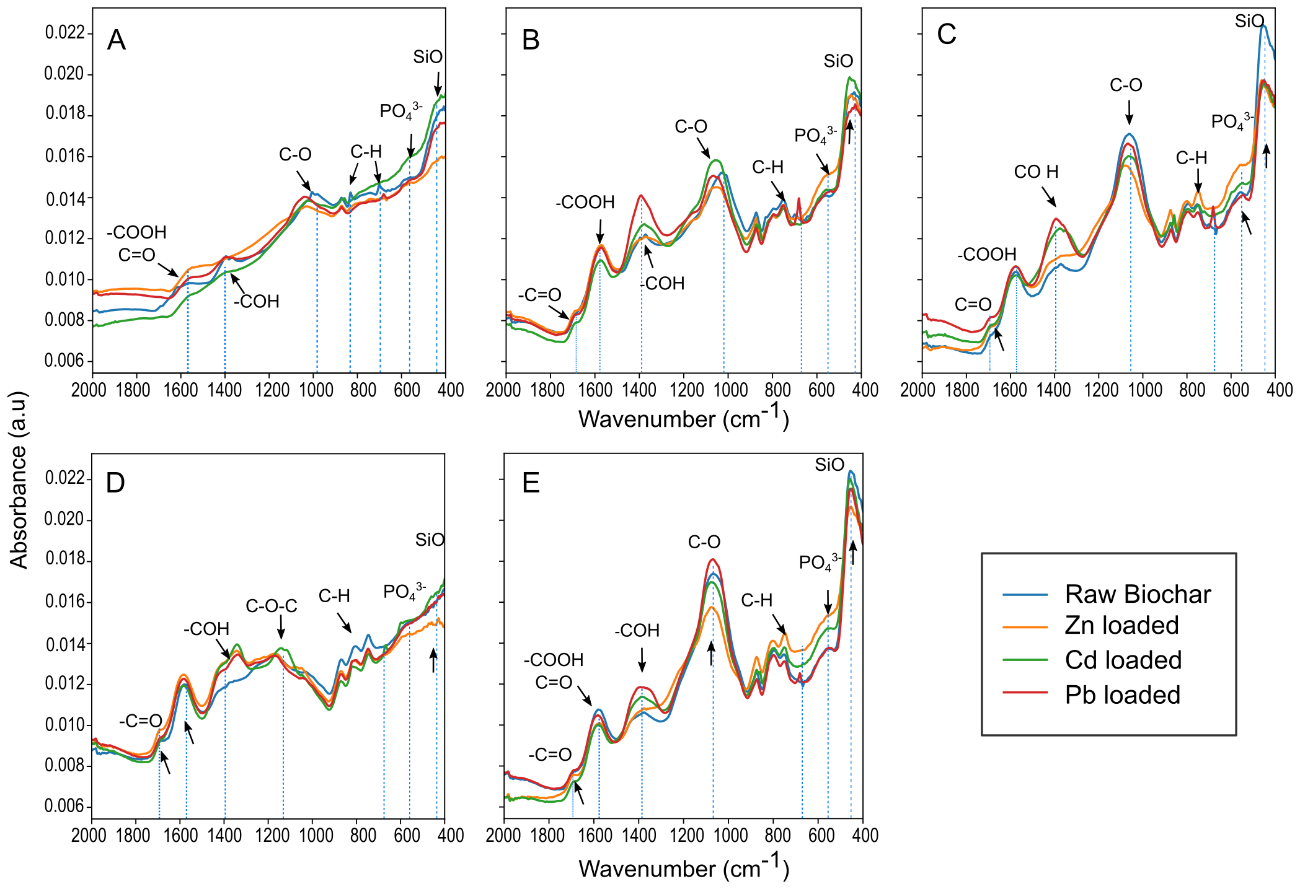 A
0.022
0.020
0.018
0.016
0.014
0.012
0.010
0.008
0.006
2000 1800 1600 1400 1200 1000 800 600 400
-COOH
C=O
-COH
C-O
C-H
PO₄³⁻
SiO
B
-C=O
-COOH
-COH
C-O
C-H
PO₄³⁻
SiO
2000 1800 1600 1400 1200 1000 800 600 400
Wavenumber (cm⁻¹)
C
C=O
-COOH
CO H
C-O
C-H
PO₄³⁻
SiO
2000 1800 1600 1400 1200 1000 800 600 400
Absorbance (a.u)
D
0.022
0.020
0.018
0.016
0.014
0.012
0.010
0.008
0.006
-C=O
-COH
C-O-C
C-H
PO₄³⁻
SiO
2000 1800 1600 1400 1200 1000 800 600 400
E
-C=O
-COOH
C=O
-COH
C-O
C-H
PO₄³⁻
SiO
2000 1800 1600 1400 1200 1000 800 600 400
Wavenumber (cm⁻¹)
Raw Biochar
Zn loaded
Cd loaded
Pb loaded